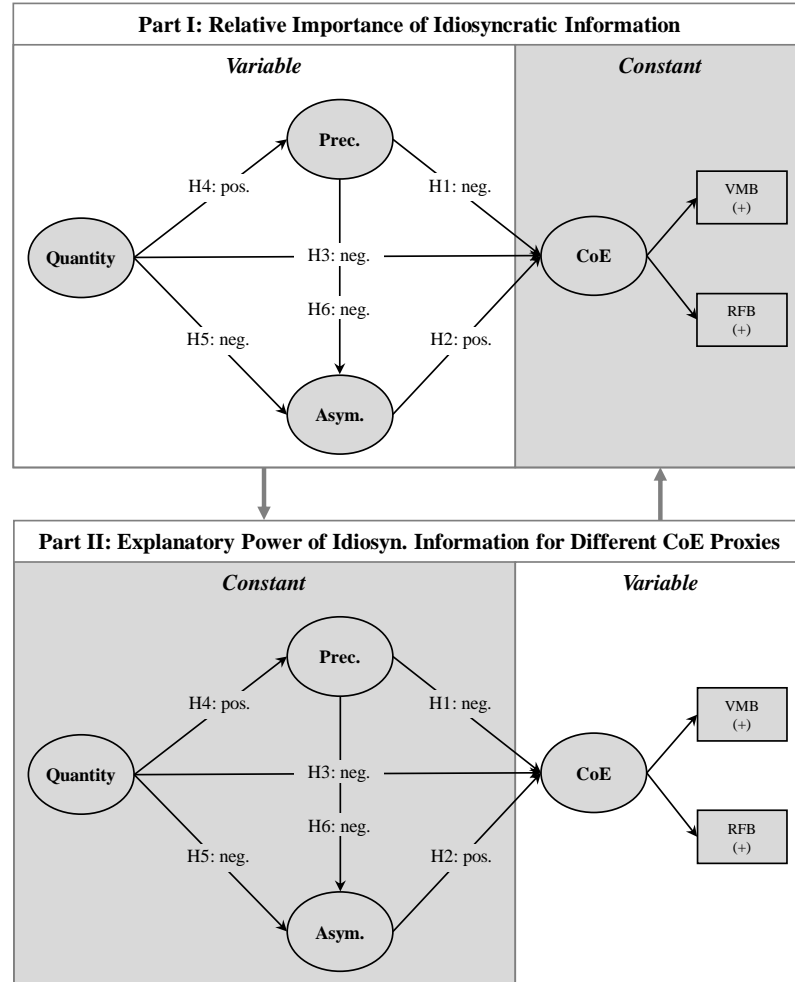 Part I: Relative Importance of Idiosyncratic Information
Variable
Constant
Prec.
H4: pos.
H1: neg.
VMB
(+)
Quantity
H3: neg.
CoE
H6: neg.
RFB
(+)
H5: neg.
H2: pos.
Asym.
Part II: Explanatory Power of Idiosyn. Information for Different CoE Proxies
Constant
Variable
Prec.
H4: pos.
H1: neg.
VMB
(+)
Quantity
H3: neg.
CoE
H6: neg.
RFB
(+)
H5: neg.
H2: pos.
Asym.